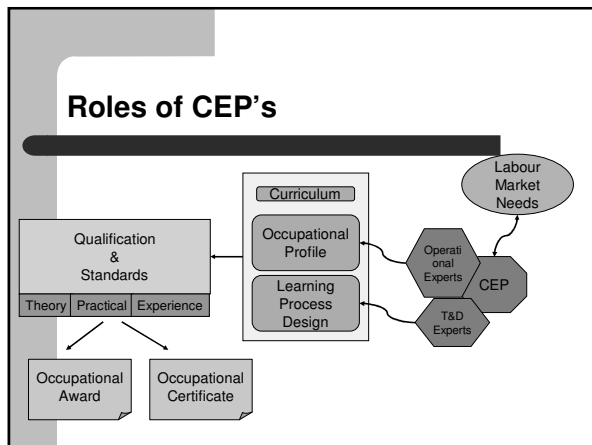 Roles of CEP's
Labour
Market
Needs
Curriculum
Qualification
&
Standards
Occupational
Profile
Operati
onal
Experts
CEP
Learning
Process
Design
T&D
Experts
Theory Practical Experience
Occupational
Award
Occupational
Certificate